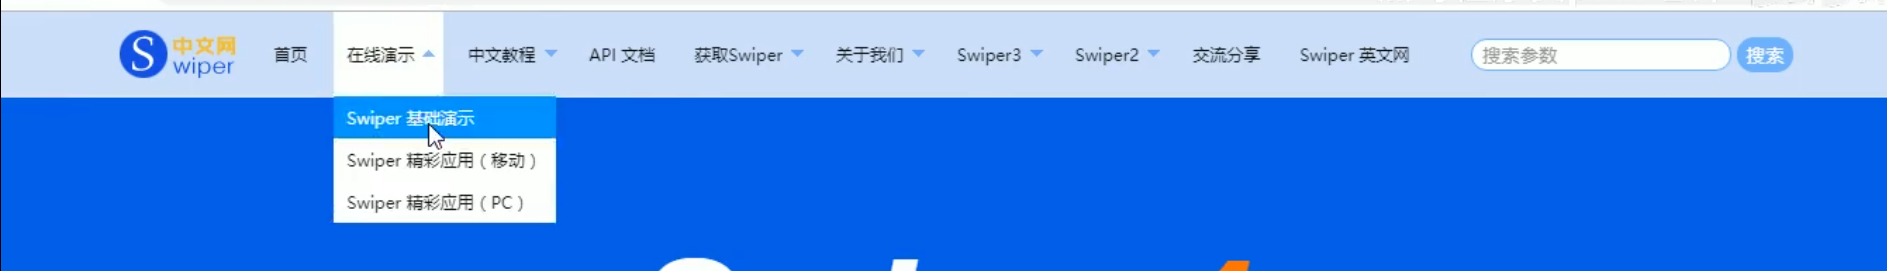 S 中文网
wiper
首页 在线演示 中文教程 API 文档 获取Swiper 关于我们 Swiper3 Swiper2 交流分享 Swiper 英文网 搜索参数 搜索
Swiper 基础演示
Swiper 精彩应用（移动）
Swiper 精彩应用（PC）